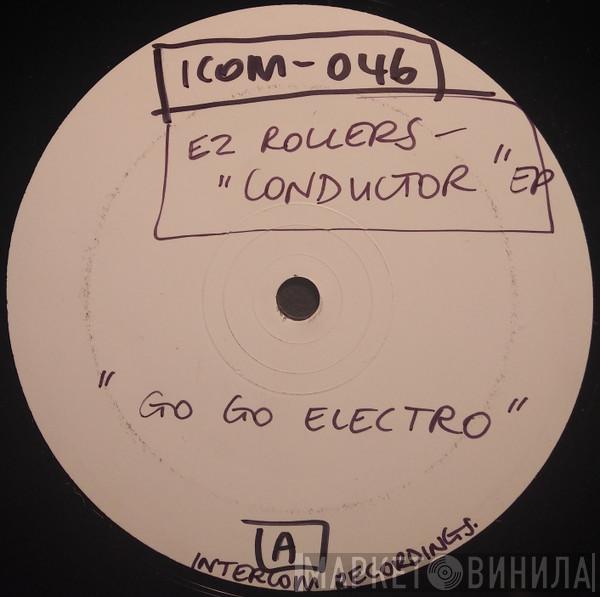 ICOM-046
EZ ROLLERS -
"CONDUCTOR" EP
"GO GO ELECTRO"
A
INTERCOM RECORDINGS.
МАРКЕТ ВИНИЛА